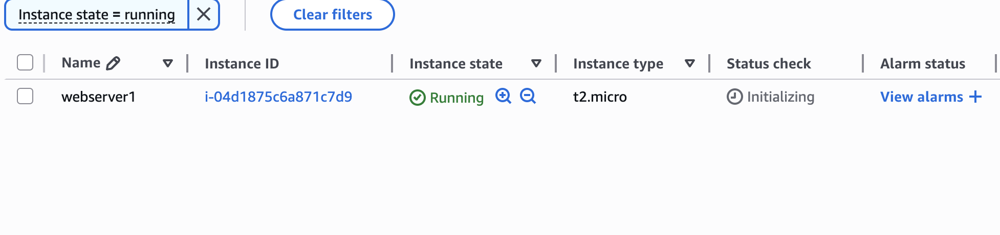 Instance state = running Clear filters
Name Instance ID Instance state Instance type Status check Alarm status
webserver1 i-04d1875c6a871c7d9 Running t2.micro Initializing View alarms +